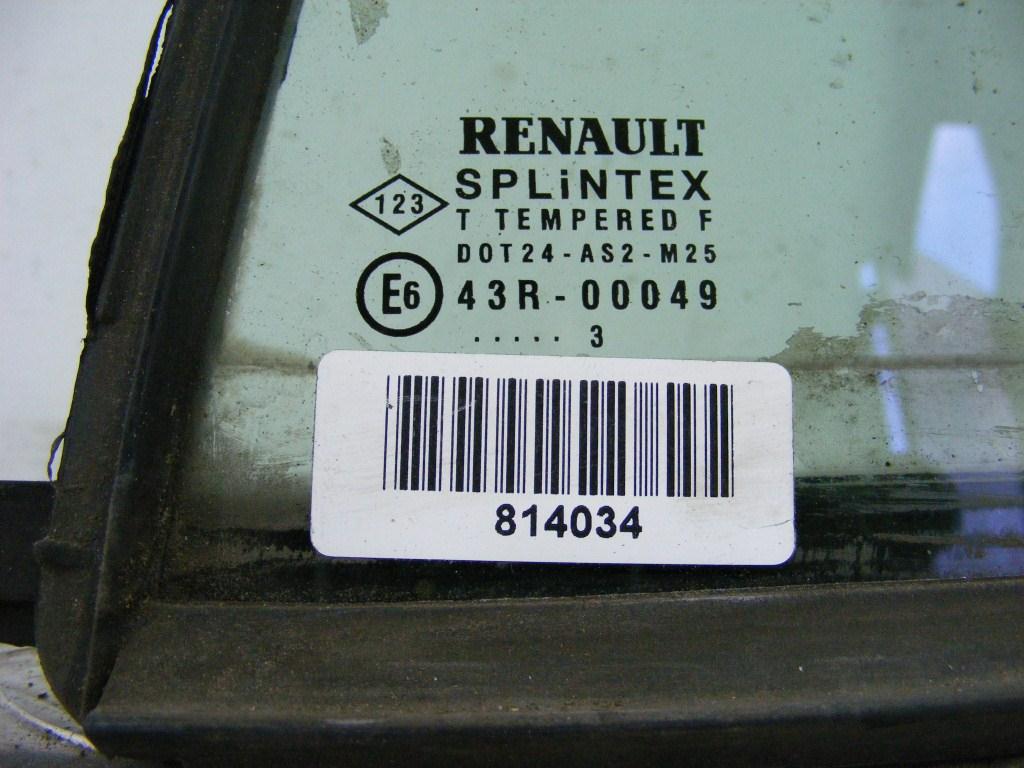 RENAULT
SPLiNTEX
123
T TEMPERED F
DOT24-AS2-M25
E6 43R-00049
..... 3
814034